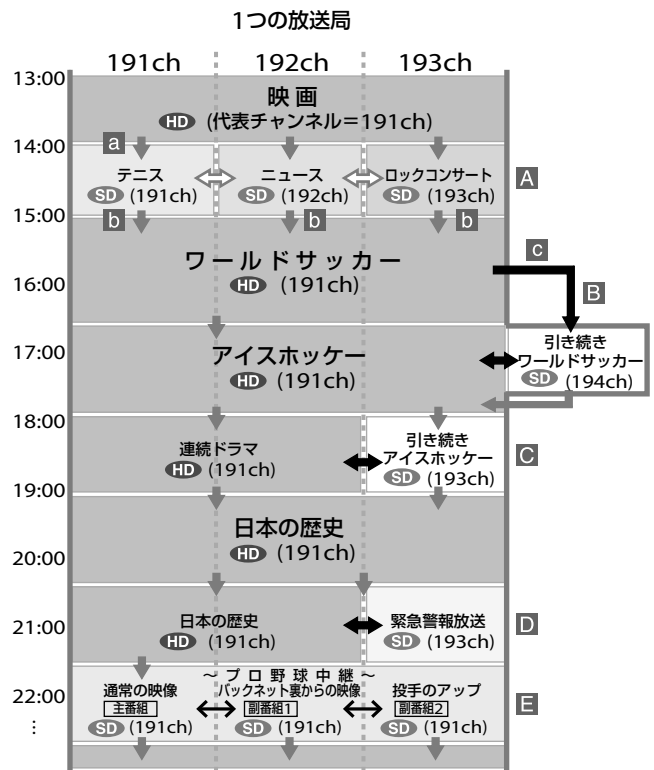 1つの放送局
191ch 192ch 193ch
13:00
映画
HD (代表チャンネル＝191ch)
14:00
a
テニス ニュース ロックコンサート
SD (191ch) SD (192ch) SD (193ch)
A
15:00
b b b
ワールドサッカー
HD (191ch)
c
B
16:00
17:00
アイスホッケー
HD (191ch)
引き続き
ワールドサッカー
SD (194ch)
18:00
連続ドラマ
HD (191ch)
引き続き
アイスホッケー
SD (193ch)
C
19:00
日本の歴史
HD (191ch)
20:00
21:00
日本の歴史
HD (191ch)
緊急警報放送
SD (193ch)
D
～プロ野球中継～
22:00
通常の映像 バックネット裏からの映像 投手のアップ
主番組 副番組1 副番組2
SD (191ch) SD (191ch) SD (191ch)
E
⋮